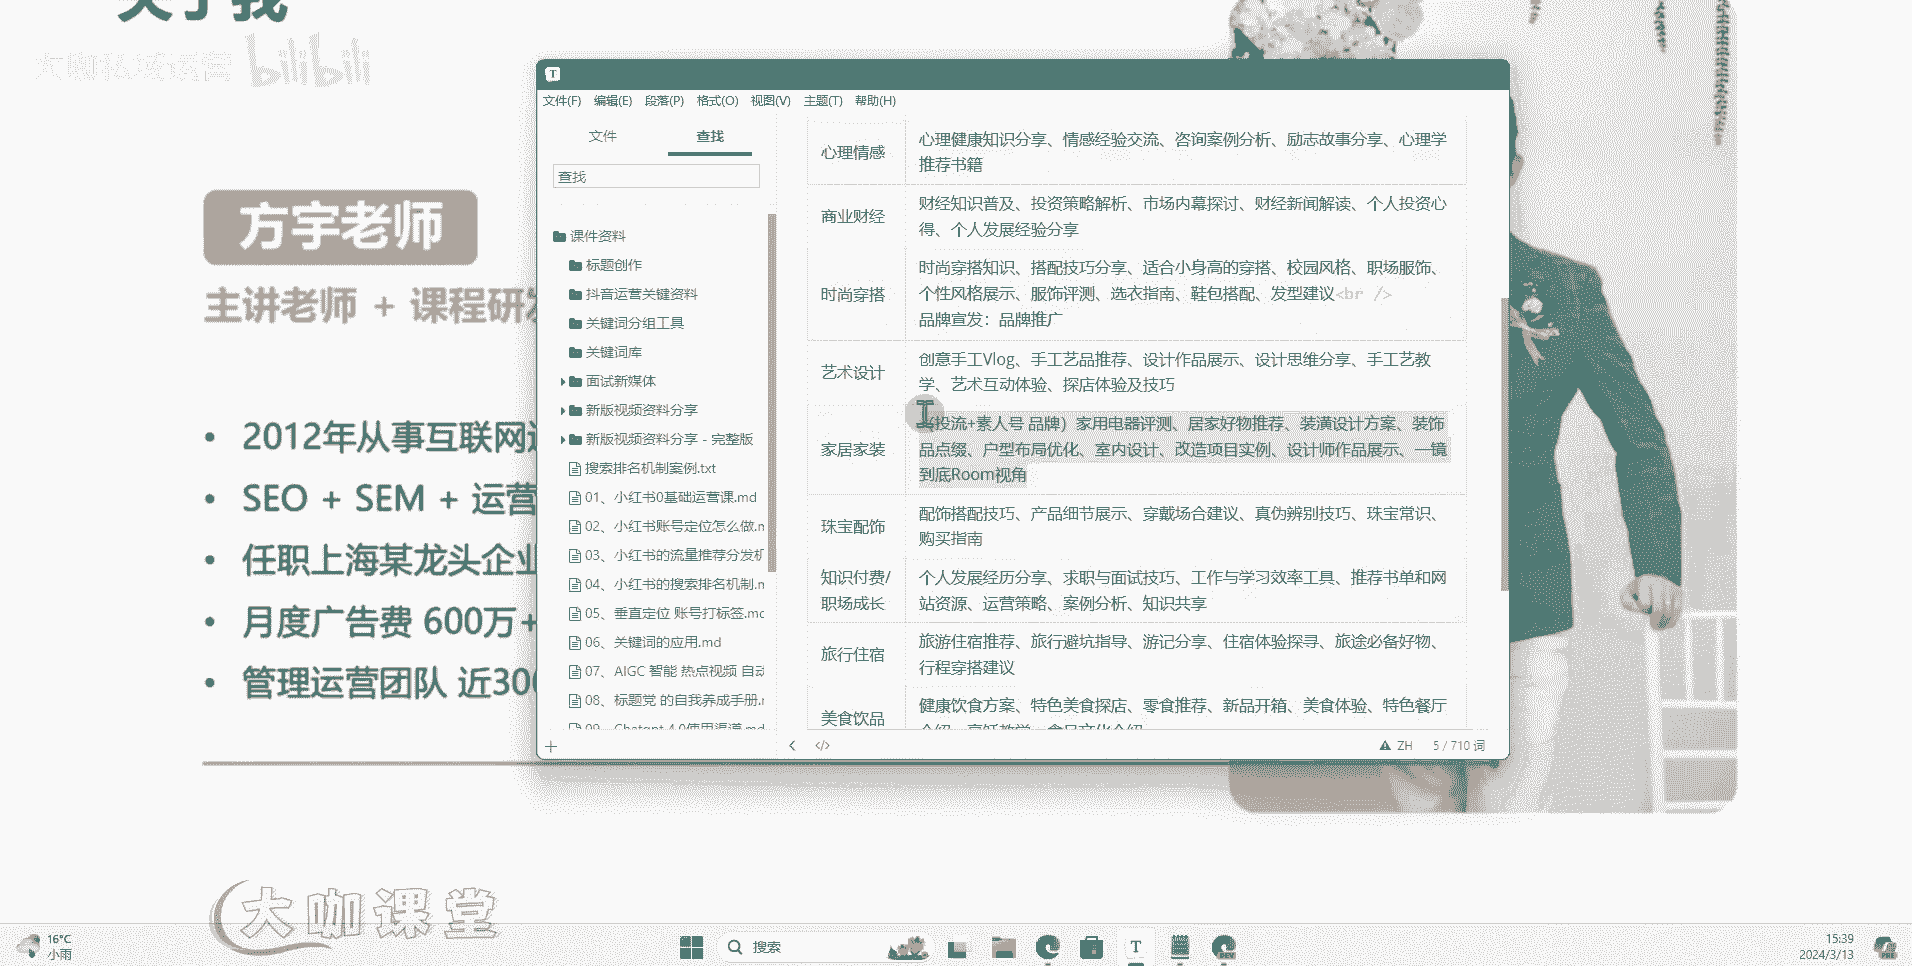 关于我
大咖私域运营 bilibili
方宇老师
主讲老师 + 课程研发
2012年从事互联网
SEO + SEM + 运营
任职上海某龙头企业
月度广告费 600万+
管理运营团队 近30
T
文件(F) 编辑(E) 段落(P) 格式(O) 视图(V) 主题(T) 帮助(H)
文件 查找
查找
课件资料
标题创作
抖音运营关键资料
关键词分组工具
关键词库
面试新媒体
新版视频资料分享
新版视频资料分享 - 完整版
搜索排名机制案例.txt
01、小红书0基础运营课.md
02、小红书账号定位怎么做.m
03、小红书的流量推荐分发机
04、小红书的搜索排名机制.m
05、垂直定位 账号打标签.mc
06、关键词的应用.md
07、AIGC 智能 热点视频 自动
08、标题党 的自我养成手册.r
09、Chatgpt 4.0使用渠道.md
心理情感
心理健康知识分享、情感经验交流、咨询案例分析、励志故事分享、心理学
推荐书籍
商业财经
财经知识普及、投资策略解析、市场内幕探讨、财经新闻解读、个人投资心
得、个人发展经验分享
时尚穿搭
时尚穿搭知识、搭配技巧分享、适合小身高的穿搭、校园风格、职场服饰、
个性风格展示、服饰评测、选衣指南、鞋包搭配、发型建议<br />
品牌宣发：品牌推广
艺术设计
创意手工Vlog、手工艺品推荐、设计作品展示、设计思维分享、手工艺教
学、艺术互动体验、探店体验及技巧
家居家装
（投流+素人号 品牌）家用电器评测、居家好物推荐、装潢设计方案、装饰
品点缀、户型布局优化、室内设计、改造项目实例、设计师作品展示、一镜
到底Room视角
珠宝配饰
配饰搭配技巧、产品细节展示、穿戴场合建议、真伪辨别技巧、珠宝常识、
购买指南
知识付费/
职场成长
个人发展经历分享、求职与面试技巧、工作与学习效率工具、推荐书单和网
站资源、运营策略、案例分析、知识共享
旅行住宿
旅游住宿推荐、旅行避坑指导、游记分享、住宿体验探寻、旅途必备好物、
行程穿搭建议
美食饮品
健康饮食方案、特色美食探店、零食推荐、新品开箱、美食体验、特色餐厅
介绍、烹饪教学、食品文化介绍
</> ZH 5 / 710 词
大咖课堂
16°C
小雨
搜索
T
DEV
15:39
2024/3/13
PRE